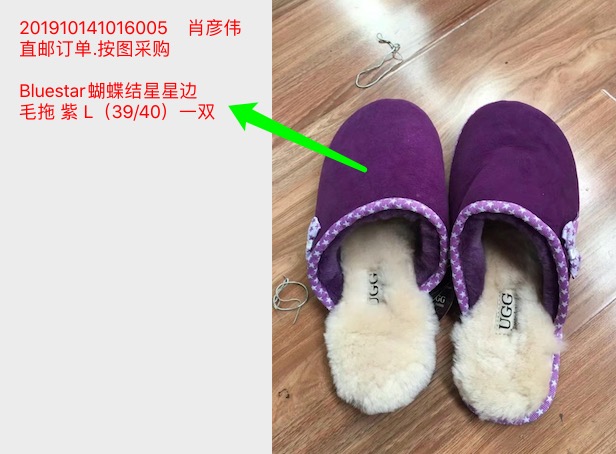 201910141016005 肖彦伟
直邮订单.按图采购
Bluestar蝴蝶结星星边
毛拖 紫 L（39/40）一双
UGG
UGG
UGG